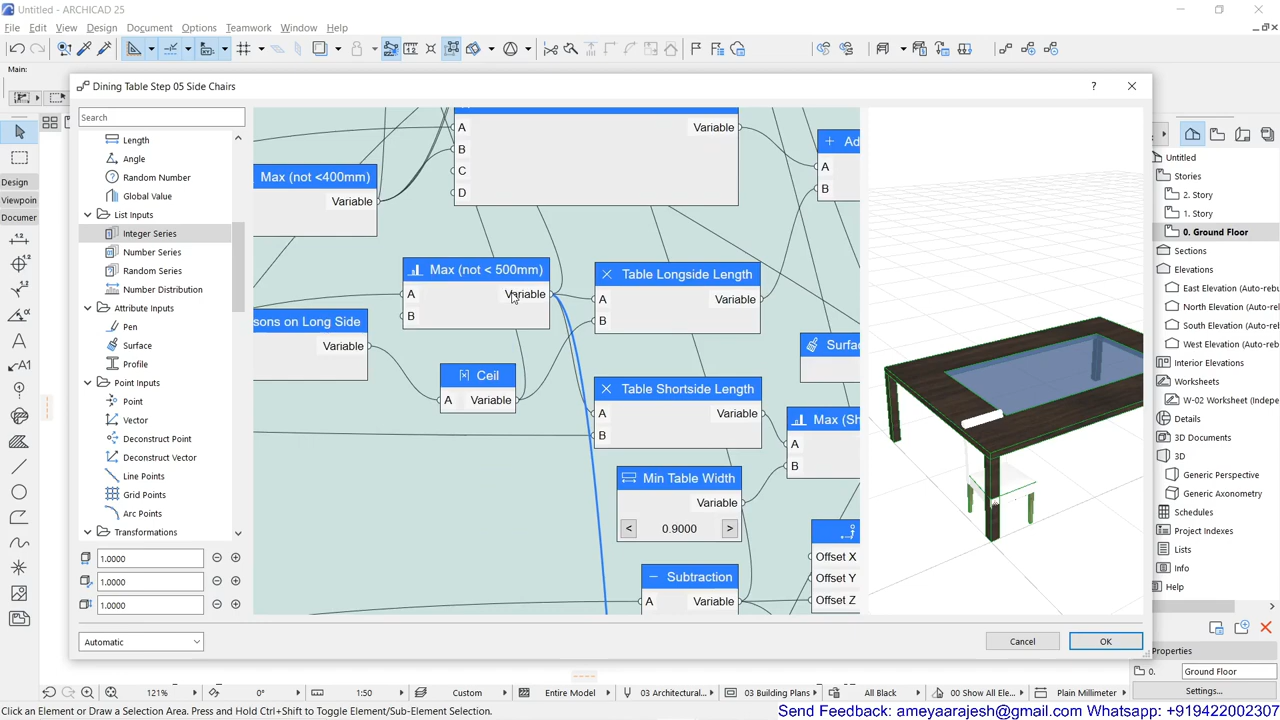 Untitled - ARCHICAD 25
File Edit View Design Document Options Teamwork Window Help
Main:
Dining Table Step 05 Side Chairs
?
Search
Length
Angle
Random Number
Global Value
List Inputs
Integer Series
Number Series
Random Series
Number Distribution
Attribute Inputs
Pen
Surface
Profile
Point Inputs
Point
Vector
Deconstruct Point
Deconstruct Vector
Line Points
Grid Points
Arc Points
Transformations
1.0000
1.0000
1.0000
Automatic
Design
Viewpoin
Documer
Max (not <400mm)
Variable
A
B
C
D
Variable
Ad
A
B
Max (not < 500mm)
A
Variable
B
sons on Long Side
Variable
Ceil
A
Variable
Table Longside Length
A
Variable
B
Table Shortside Length
A
Variable
B
Surfac
Max (Sh
A
B
Min Table Width
Variable
< 0.9000 >
Subtraction
A
Variable
Offset X
Offset Y
Offset Z
Cancel
OK
Untitled
Stories
2. Story
1. Story
0. Ground Floor
Sections
Elevations
East Elevation (Auto-rebu
North Elevation (Auto-reb
South Elevation (Auto-reb
West Elevation (Auto-rebu
Interior Elevations
Worksheets
W-02 Worksheet (Indepe
Details
3D Documents
3D
Generic Perspective
Generic Axonometry
Schedules
Project Indexes
Lists
Info
Help
Properties
0.
Ground Floor
Settings...
121%
0°
1:50
Custom
Entire Model
03 Architectural...
03 Building Plans
All Black
00 Show All Ele...
Plain Millimeter
Click an Element or Draw a Selection Area. Press and Hold Ctrl+Shift to Toggle Element/Sub-Element Selection.
Send Feedback: ameyaarajesh@gmail.com Whatsapp: +919422002307